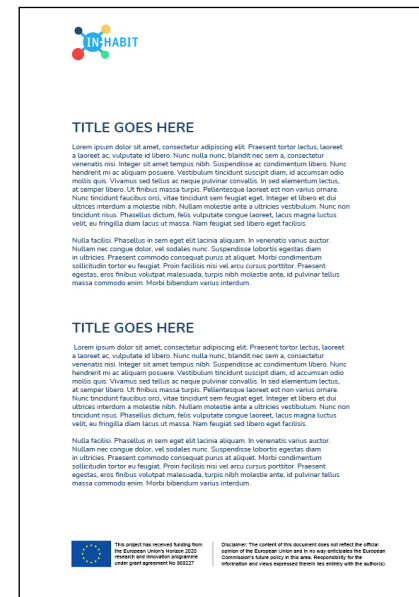 IN HABIT
TITLE GOES HERE
Lorem ipsum dolor sit amet, consectetur adipiscing elit. Praesent tortor lectus, laoreet
a laoreet ac, vulputate id libero. Nunc nulla nunc, blandit nec sem a, consectetur
venenatis nisi. Integer sit amet tempus nibh. Suspendisse ac condimentum libero. Nunc
hendrerit mi ac aliquam posuere. Vestibulum tincidunt suscipit diam, id accumsan odio
mollis quis. Vivamus sed tellus ac neque pulvinar convallis. In sed elementum lectus,
at semper libero. Ut finibus massa turpis. Pellentesque laoreet est non varius ornare.
Nunc tincidunt faucibus orci, vitae tincidunt sem feugiat eget. Integer et libero et dui
ultrices interdum a molestie nibh. Nullam molestie ante a ultricies vestibulum. Nunc non
tincidunt risus. Phasellus dictum, felis vulputate congue laoreet, lacus magna luctus
velit, eu fringilla diam lacus ut massa. Nam feugiat sed libero eget facilisis.
Nulla facilisi. Phasellus in sem eget elit lacinia aliquam. In venenatis varius auctor.
Nullam nec congue dolor, vel sodales nunc. Suspendisse lobortis egestas diam
in ultricies. Praesent commodo consequat purus at aliquet. Morbi condimentum
sollicitudin tortor eu feugiat. Proin facilisis nisi vel arcu cursus porttitor. Praesent
egestas, eros finibus volutpat malesuada, turpis nibh molestie ante, id pulvinar tellus
massa commodo enim. Morbi bibendum varius interdum.
TITLE GOES HERE
Lorem ipsum dolor sit amet, consectetur adipiscing elit. Praesent tortor lectus, laoreet
a laoreet ac, vulputate id libero. Nunc nulla nunc, blandit nec sem a, consectetur
venenatis nisi. Integer sit amet tempus nibh. Suspendisse ac condimentum libero. Nunc
hendrerit mi ac aliquam posuere. Vestibulum tincidunt suscipit diam, id accumsan odio
mollis quis. Vivamus sed tellus ac neque pulvinar convallis. In sed elementum lectus,
at semper libero. Ut finibus massa turpis. Pellentesque laoreet est non varius ornare.
Nunc tincidunt faucibus orci, vitae tincidunt sem feugiat eget. Integer et libero et dui
ultrices interdum a molestie nibh. Nullam molestie ante a ultricies vestibulum. Nunc non
tincidunt risus. Phasellus dictum, felis vulputate congue laoreet, lacus magna luctus
velit, eu fringilla diam lacus ut massa. Nam feugiat sed libero eget facilisis.
Nulla facilisi. Phasellus in sem eget elit lacinia aliquam. In venenatis varius auctor.
Nullam nec congue dolor, vel sodales nunc. Suspendisse lobortis egestas diam
in ultricies. Praesent commodo consequat purus at aliquet. Morbi condimentum
sollicitudin tortor eu feugiat. Proin facilisis nisi vel arcu cursus porttitor. Praesent
egestas, eros finibus volutpat malesuada, turpis nibh molestie ante, id pulvinar tellus
massa commodo enim. Morbi bibendum varius interdum.
This project has received funding from
the European Union's Horizon 2020
research and innovation programme
under grant agreement No 869227
Disclaimer: The content of this document does not reflect the official
opinion of the European Union and in no way anticipates the European
Commission's future policy in this area. Responsibility for the
information and views expressed therein lies entirely with the author(s).